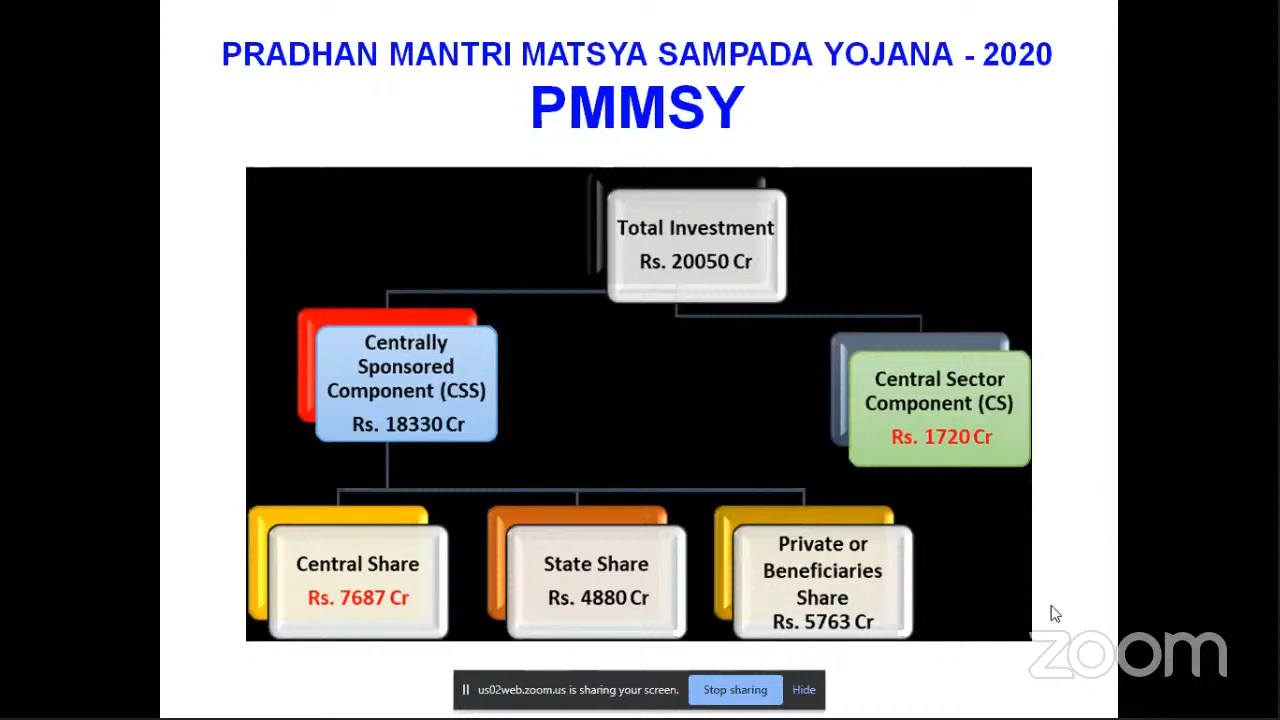 PRADHAN MANTRI MATSYA SAMPADA YOJANA - 2020
PMMSY
Total Investment
Rs. 20050 Cr
Centrally
Sponsored
Component (CSS)
Rs. 18330 Cr
Central Sector
Component (CS)
Rs. 1720 Cr
Central Share
Rs. 7687 Cr
State Share
Rs. 4880 Cr
Private or
Beneficiaries
Share
Rs. 5763 Cr
zoom
us02web.zoom.us is sharing your screen.
Stop sharing
Hide